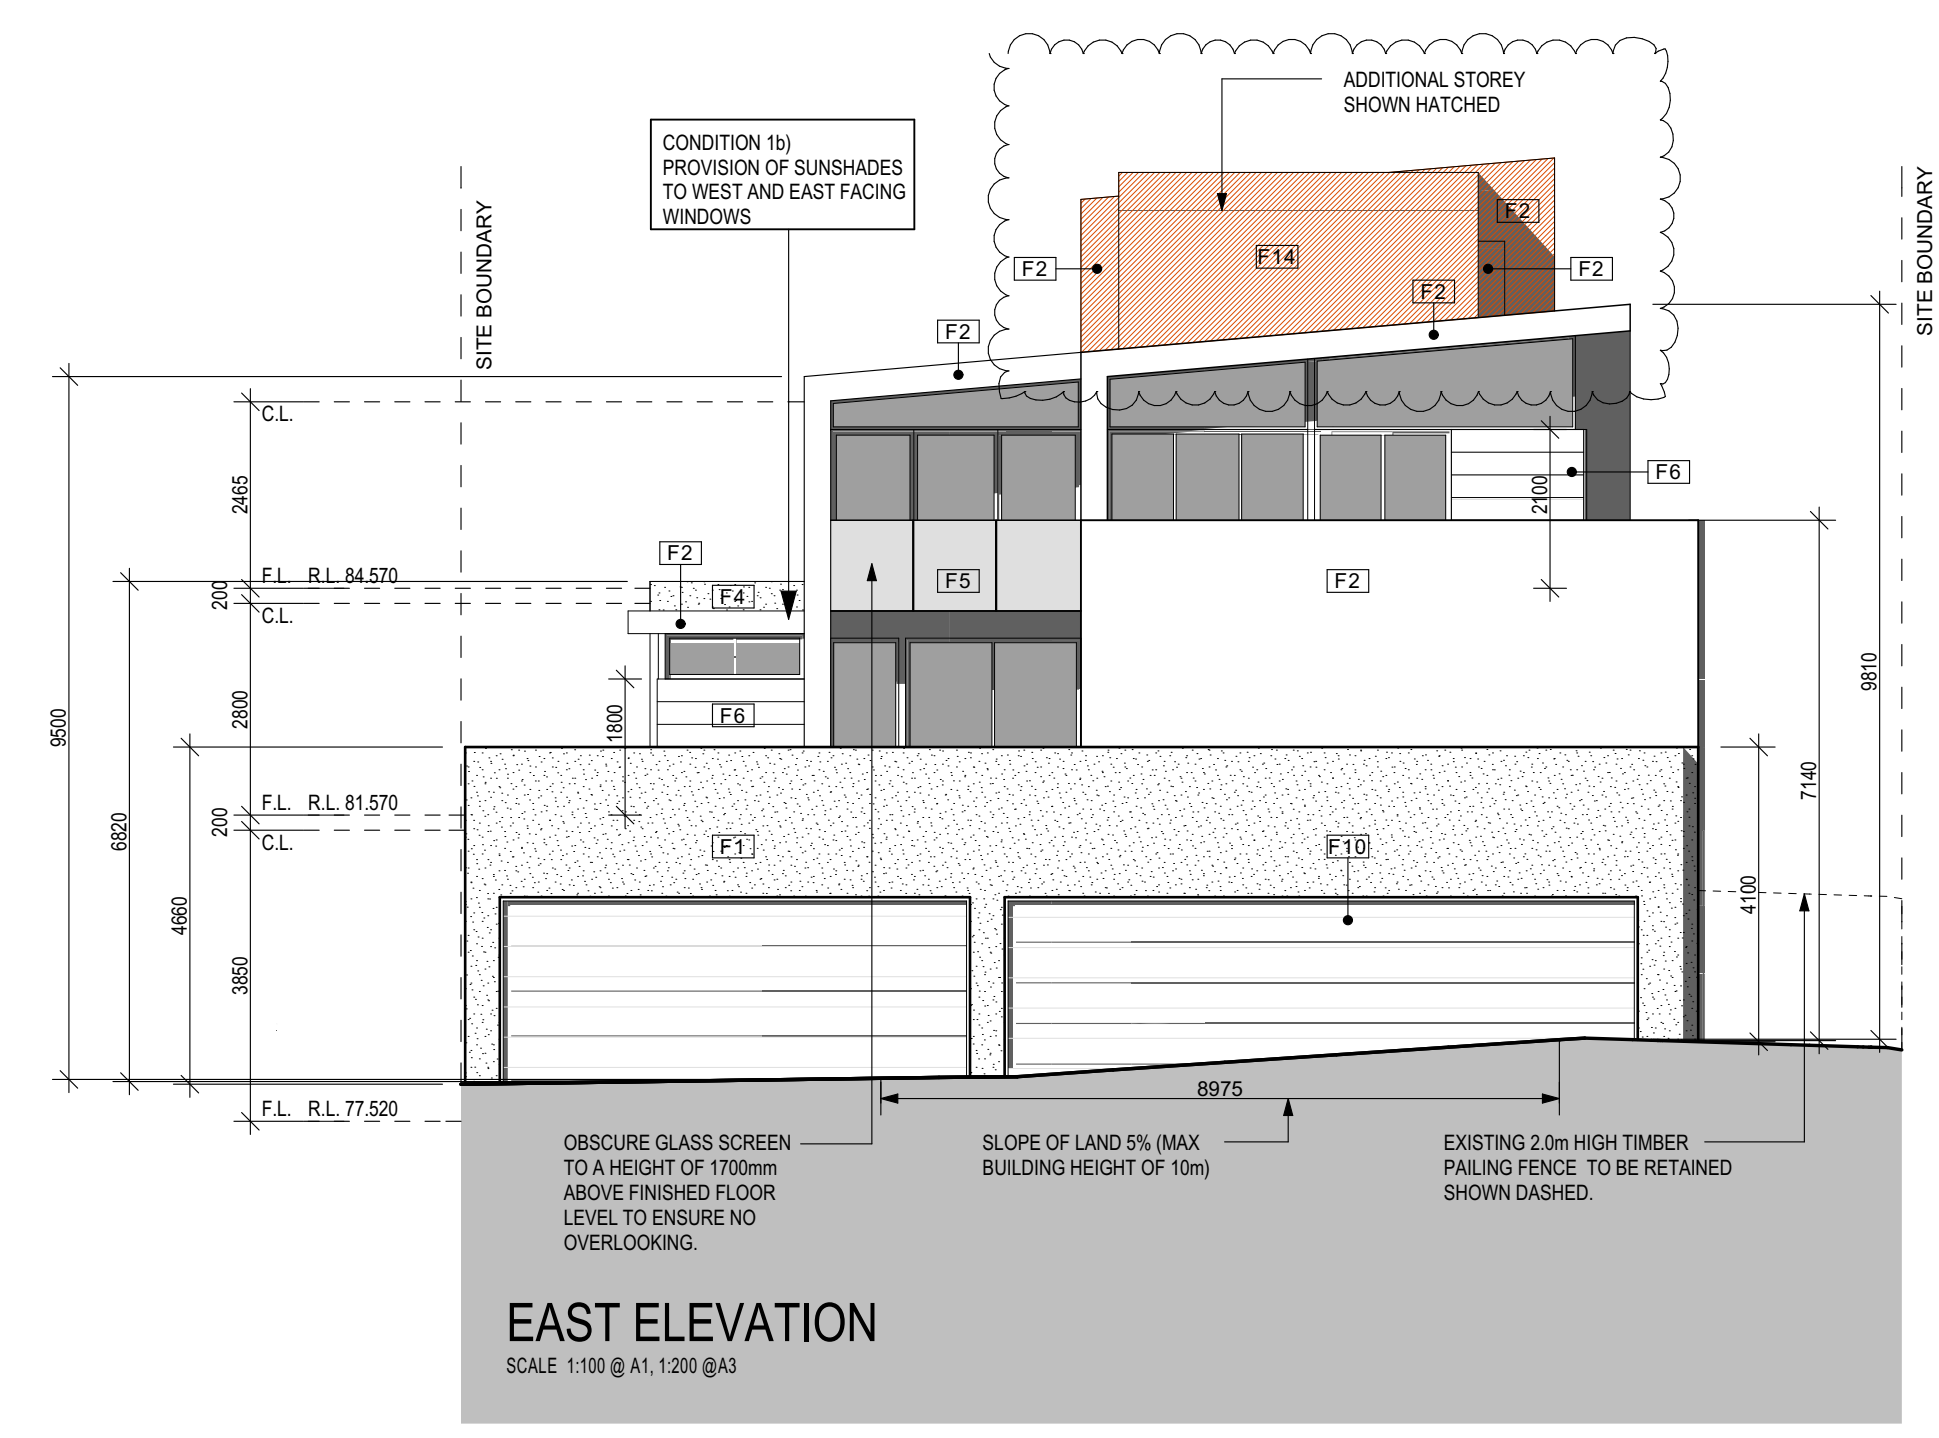 ADDITIONAL STOREY
SHOWN HATCHED
CONDITION 1b)
PROVISION OF SUNSHADES
TO WEST AND EAST FACING
WINDOWS
SITE BOUNDARY
SITE BOUNDARY
F2
F14
F2
F2
F2
F2
C.L.
2465
F6
2100
F2
F.L. R.L. 84.570
200
F4
F5
F2
C.L.
9810
9500
2800
1800
F6
7140
F.L. R.L. 81.570
200
6820
C.L.
F1
F10
4660
4100
3850
8975
F.L. R.L. 77.520
OBSCURE GLASS SCREEN
TO A HEIGHT OF 1700mm
ABOVE FINISHED FLOOR
LEVEL TO ENSURE NO
OVERLOOKING.
SLOPE OF LAND 5% (MAX
BUILDING HEIGHT OF 10m)
EXISTING 2.0m HIGH TIMBER
PAILING FENCE TO BE RETAINED
SHOWN DASHED.
EAST ELEVATION
SCALE 1:100 @ A1, 1:200 @A3